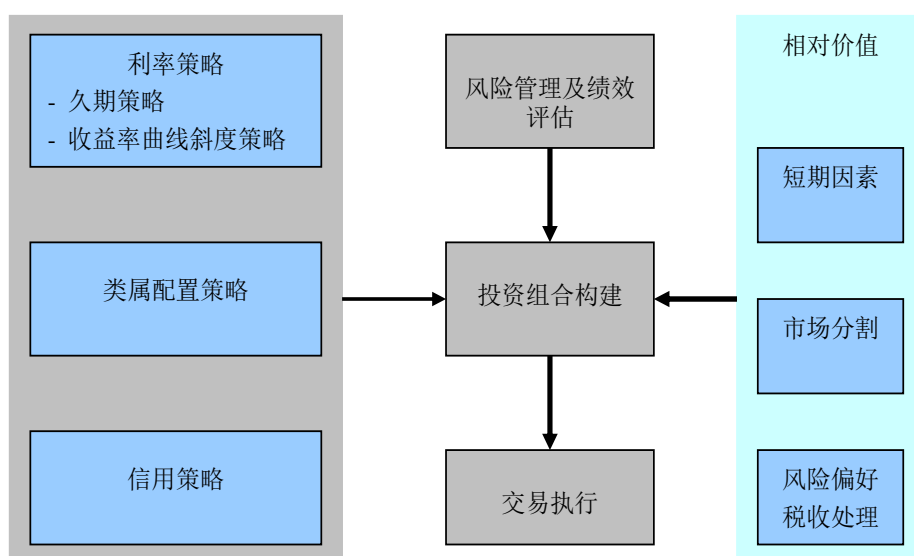 利率策略
- 久期策略
- 收益率曲线斜度策略
类属配置策略
信用策略
风险管理及绩效
评估
投资组合构建
交易执行
相对价值
短期因素
市场分割
风险偏好
税收处理